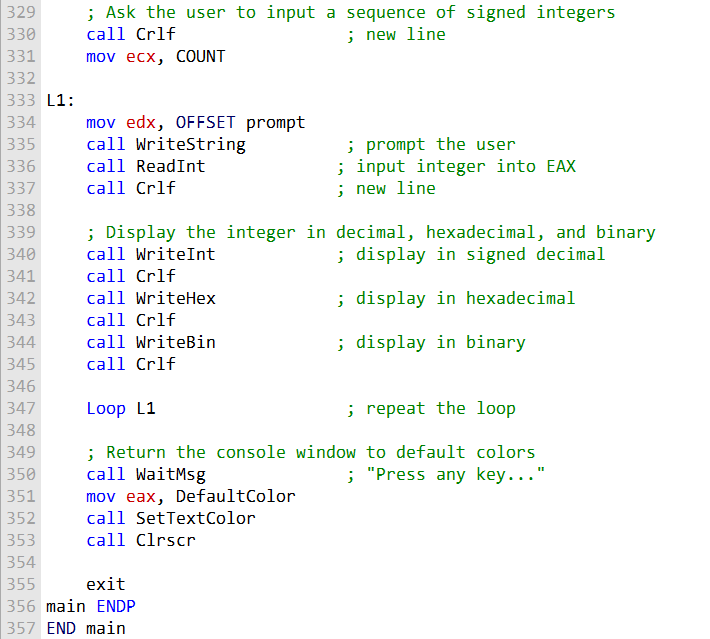 329     ; Ask the user to input a sequence of signed integers
330     call Crlf                 ; new line
331     mov ecx, COUNT
332
333 L1:
334     mov edx, OFFSET prompt
335     call WriteString          ; prompt the user
336     call ReadInt             ; input integer into EAX
337     call Crlf                ; new line
338
339     ; Display the integer in decimal, hexadecimal, and binary
340     call WriteInt            ; display in signed decimal
341     call Crlf
342     call WriteHex            ; display in hexadecimal
343     call Crlf
344     call WriteBin            ; display in binary
345     call Crlf
346
347     Loop L1                   ; repeat the loop
348
349     ; Return the console window to default colors
350     call WaitMsg              ; "Press any key..."
351     mov eax, DefaultColor
352     call SetTextColor
353     call Clrscr
354
355     exit
356 main ENDP
357 END main